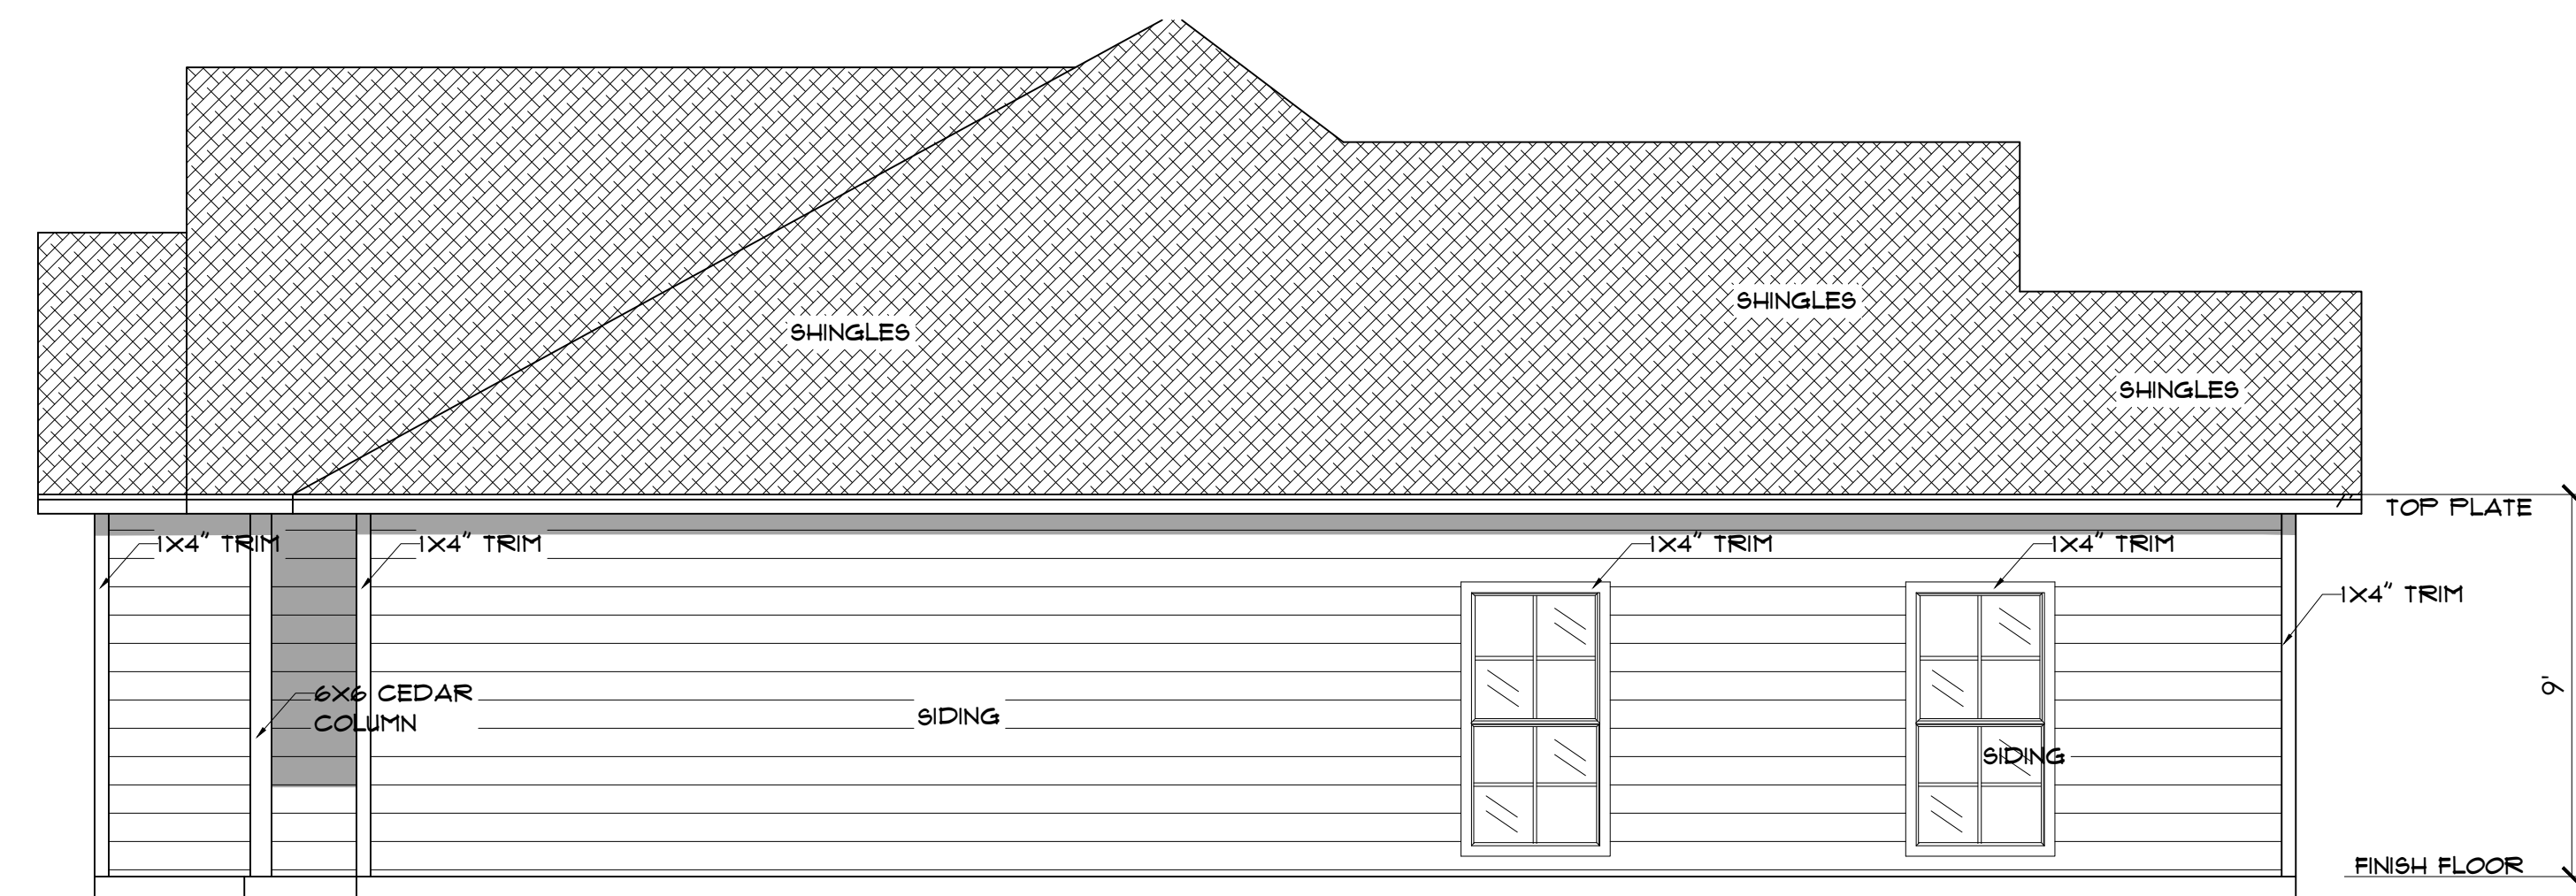 SHINGLES
SHINGLES
SHINGLES
TOP PLATE
1X4" TRIM
1X4" TRIM
1X4" TRIM
1X4" TRIM
1X4" TRIM
6X6 CEDAR
COLUMN
SIDING
SIDING
9'
FINISH FLOOR